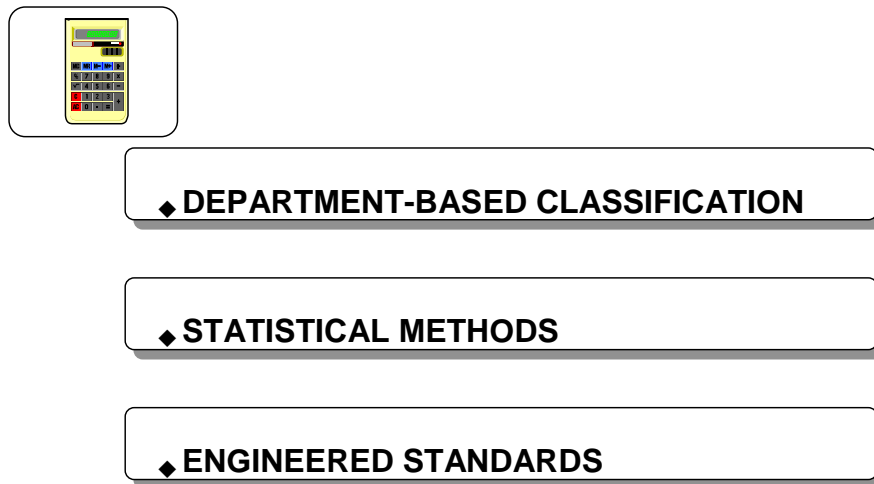 ◆ DEPARTMENT-BASED CLASSIFICATION
◆ STATISTICAL METHODS
◆ ENGINEERED STANDARDS